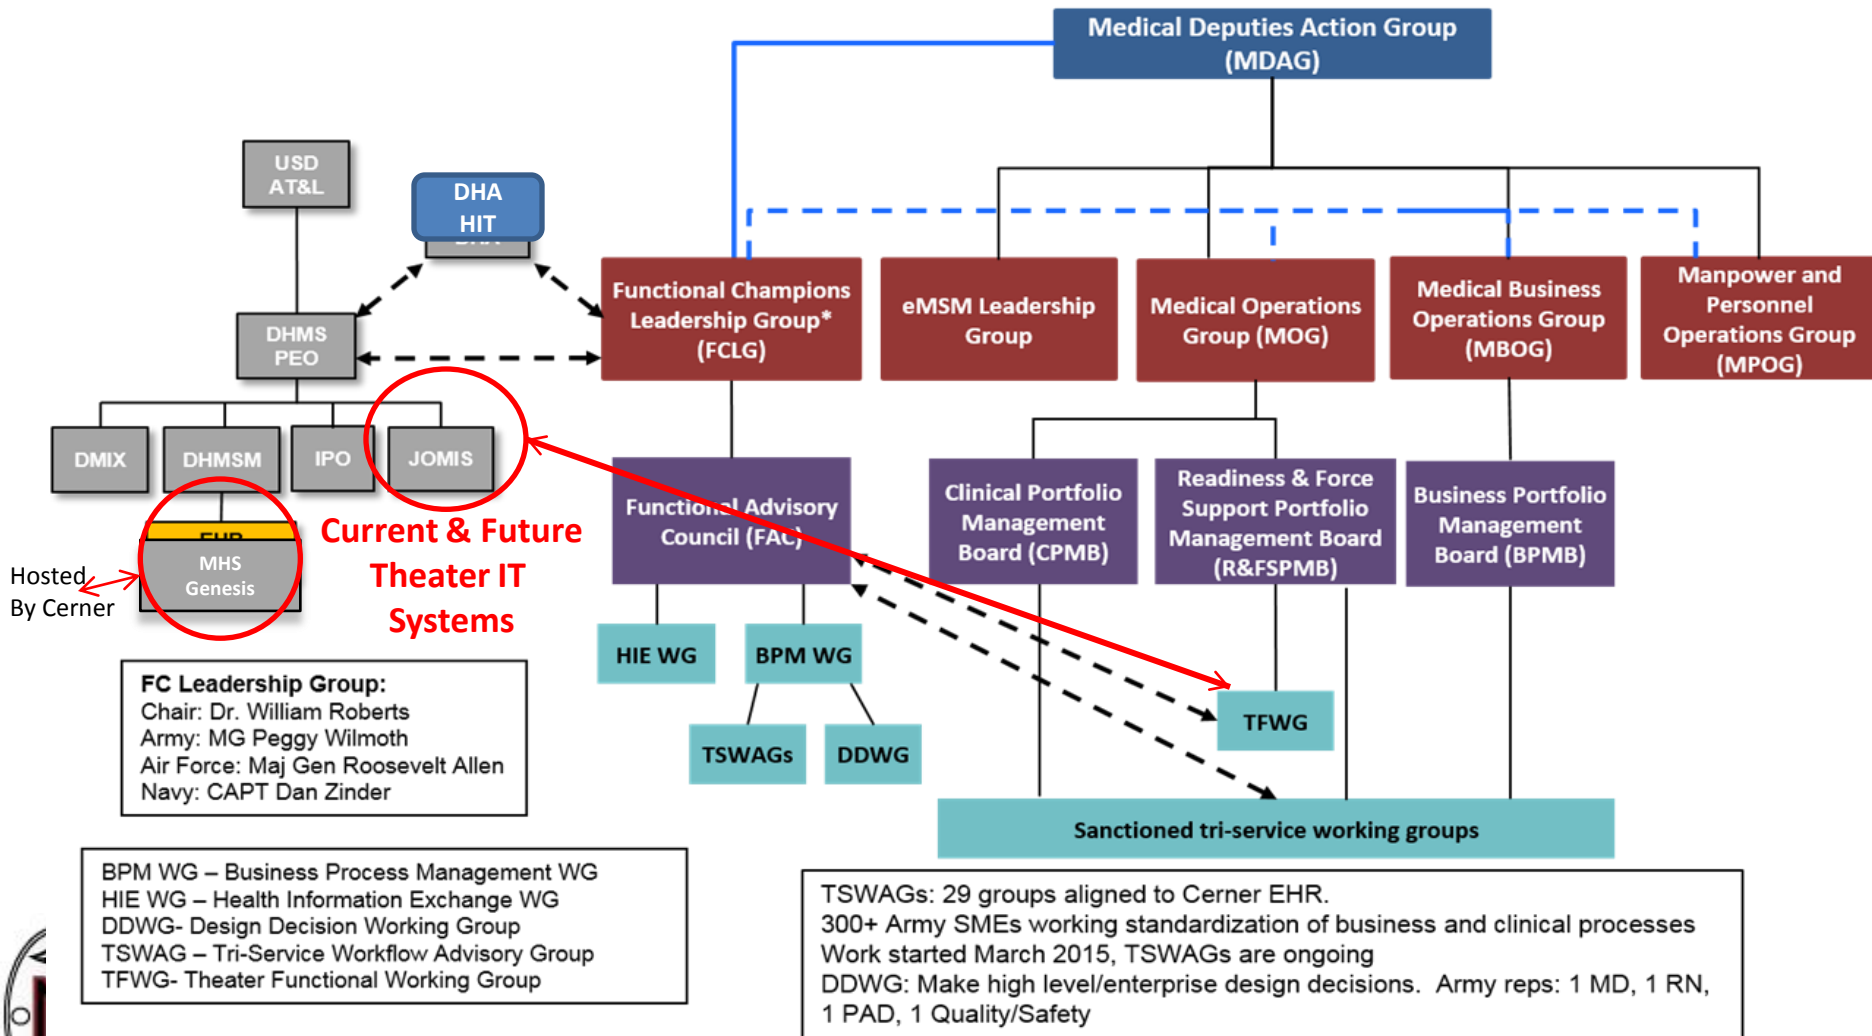 Medical Deputies Action Group
(MDAG)
USD
AT&L
DHA
HIT
DHMS
PEO
Functional Champions
Leadership Group*
(FCLG)
eMSM Leadership
Group
Medical Operations
Group (MOG)
Medical Business
Operations Group
(MBOG)
Manpower and
Personnel
Operations Group
(MPOG)
DMIX
DHMSM
IPO
JOMIS
EHR
MHS
Genesis
Hosted
By Cerner
Current & Future
Theater IT
Systems
Functional Advisory
Council (FAC)
Clinical Portfolio
Management
Board (CPMB)
Readiness & Force
Support Portfolio
Management Board
(R&FSPMB)
Business Portfolio
Management
Board (BPMB)
HIE WG
BPM WG
TSWAGs
DDWG
TFWG
Sanctioned tri-service working groups
FC Leadership Group:
Chair: Dr. William Roberts
Army: MG Peggy Wilmoth
Air Force: Maj Gen Roosevelt Allen
Navy: CAPT Dan Zinder
BPM WG – Business Process Management WG
HIE WG – Health Information Exchange WG
DDWG- Design Decision Working Group
TSWAG – Tri-Service Workflow Advisory Group
TFWG- Theater Functional Working Group
TSWAGs: 29 groups aligned to Cerner EHR.
300+ Army SMEs working standardization of business and clinical processes
Work started March 2015, TSWAGs are ongoing
DDWG: Make high level/enterprise design decisions.  Army reps: 1 MD, 1 RN,
1 PAD, 1 Quality/Safety